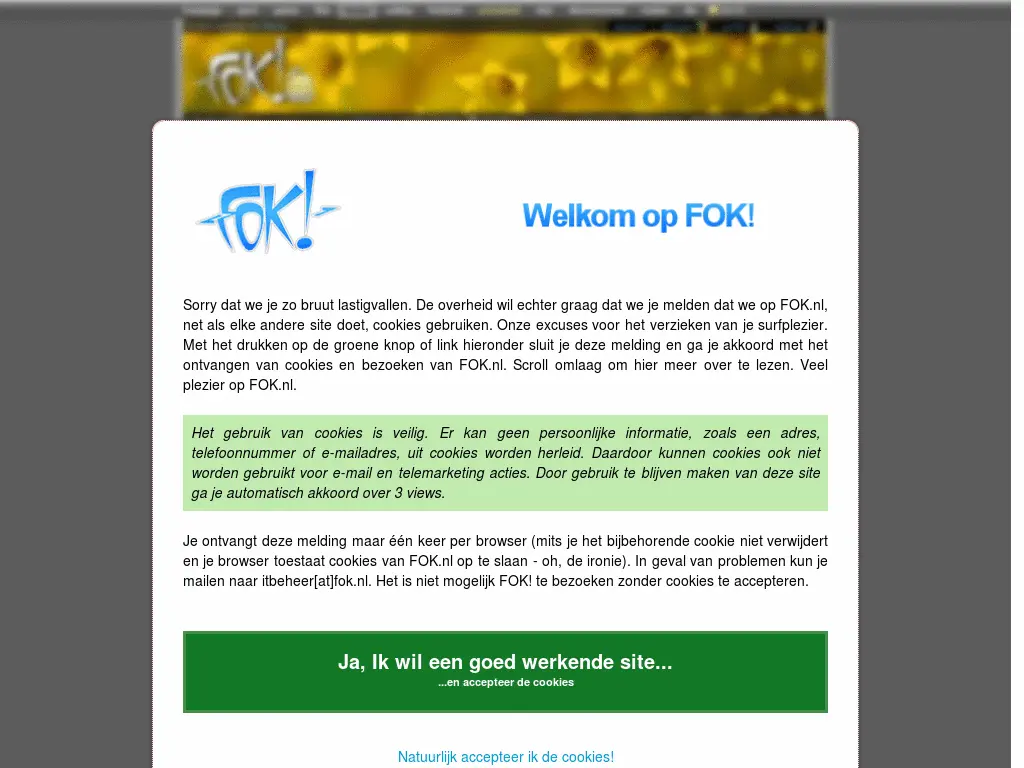 FOK!
FOK!
Welkom op FOK!
Sorry dat we je zo bruut lastigvallen. De overheid wil echter graag dat we je melden dat we op FOK.nl,
net als elke andere site doet, cookies gebruiken. Onze excuses voor het verzieken van je surfplezier.
Met het drukken op de groene knop of link hieronder sluit je deze melding en ga je akkoord met het
ontvangen van cookies en bezoeken van FOK.nl. Scroll omlaag om hier meer over te lezen. Veel
plezier op FOK.nl.
Het gebruik van cookies is veilig. Er kan geen persoonlijke informatie, zoals een adres,
telefoonnummer of e-mailadres, uit cookies worden herleid. Daardoor kunnen cookies ook niet
worden gebruikt voor e-mail en telemarketing acties. Door gebruik te blijven maken van deze site
ga je automatisch akkoord over 3 views.
Je ontvangt deze melding maar één keer per browser (mits je het bijbehorende cookie niet verwijdert
en je browser toestaat cookies van FOK.nl op te slaan - oh, de ironie). In geval van problemen kun je
mailen naar itbeheer[at]fok.nl. Het is niet mogelijk FOK! te bezoeken zonder cookies te accepteren.
Ja, Ik wil een goed werkende site...
...en accepteer de cookies
Natuurlijk accepteer ik de cookies!